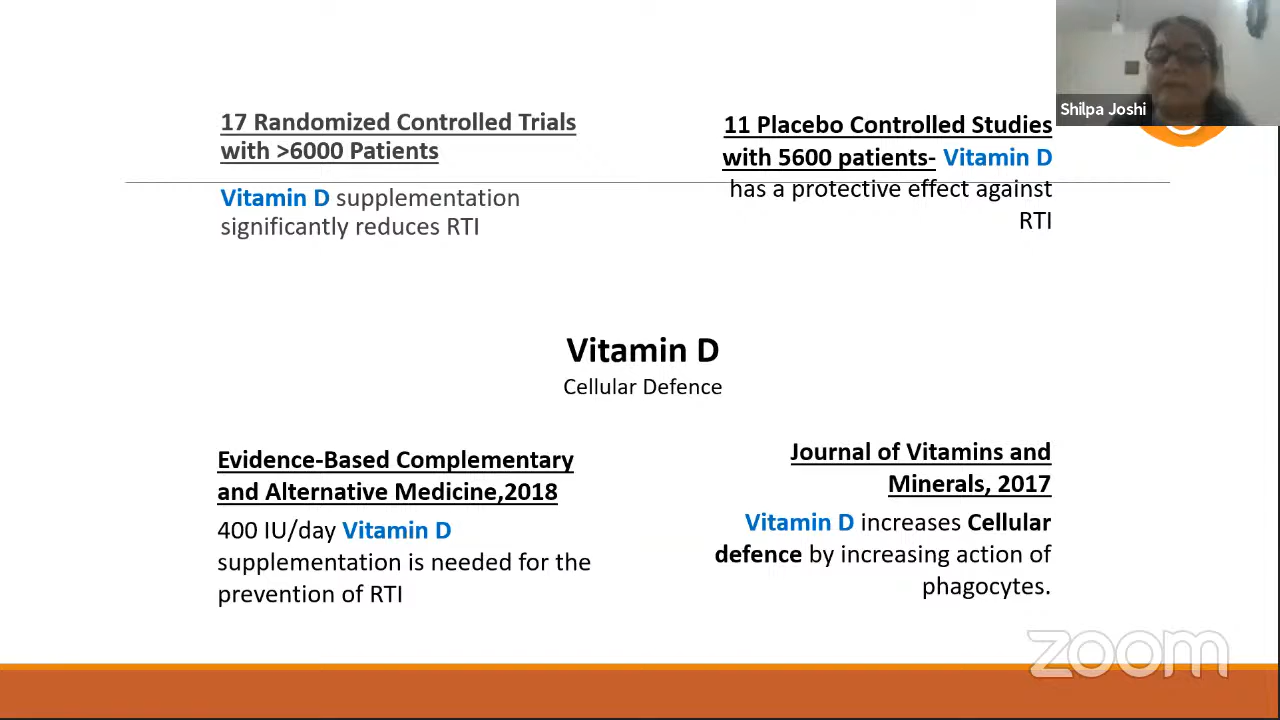 Shilpa Joshi
17 Randomized Controlled Trials
with >6000 Patients
Vitamin D supplementation
significantly reduces RTI
11 Placebo Controlled Studies
with 5600 patients- Vitamin D
has a protective effect against
RTI
Vitamin D
Cellular Defence
Evidence-Based Complementary
and Alternative Medicine,2018
400 IU/day Vitamin D
supplementation is needed for the
prevention of RTI
Journal of Vitamins and
Minerals, 2017
Vitamin D increases Cellular
defence by increasing action of
phagocytes.
zoom